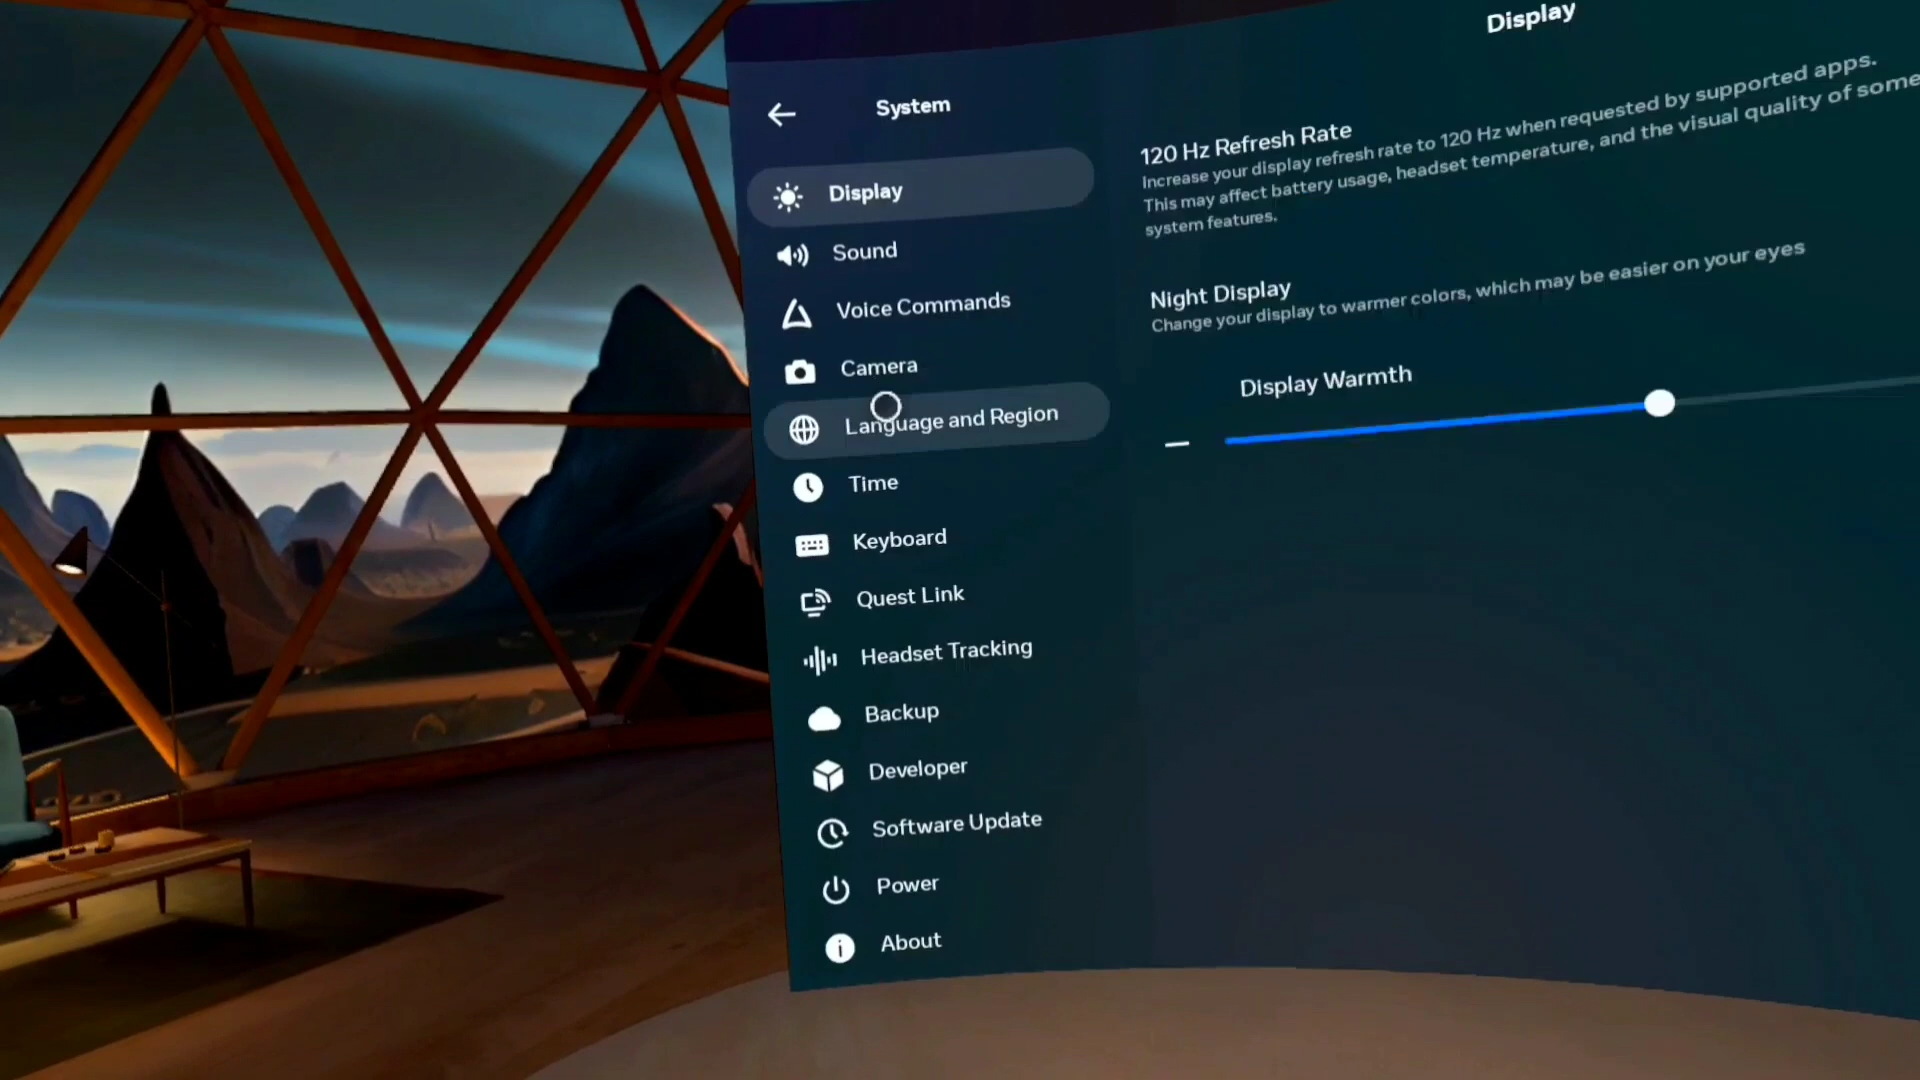 System
Display
Sound
Voice Commands
Camera
Language and Region
Time
Keyboard
Quest Link
Headset Tracking
Backup
Developer
Software Update
Power
About
Display
120 Hz Refresh Rate
Increase your display refresh rate to 120 Hz when requested by supported apps.
This may affect battery usage, headset temperature, and the visual quality of some
system features.
Night Display
Change your display to warmer colors, which may be easier on your eyes
Display Warmth